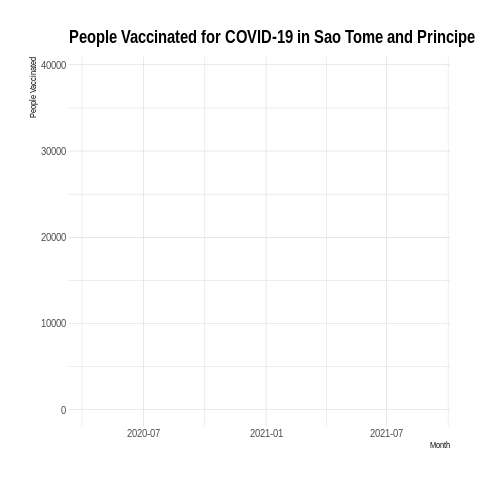 People Vaccinated for COVID-19 in Sao Tome and Principe
People Vaccinated
40000
30000
20000
10000
0
2020-07 2021-01 2021-07
Month